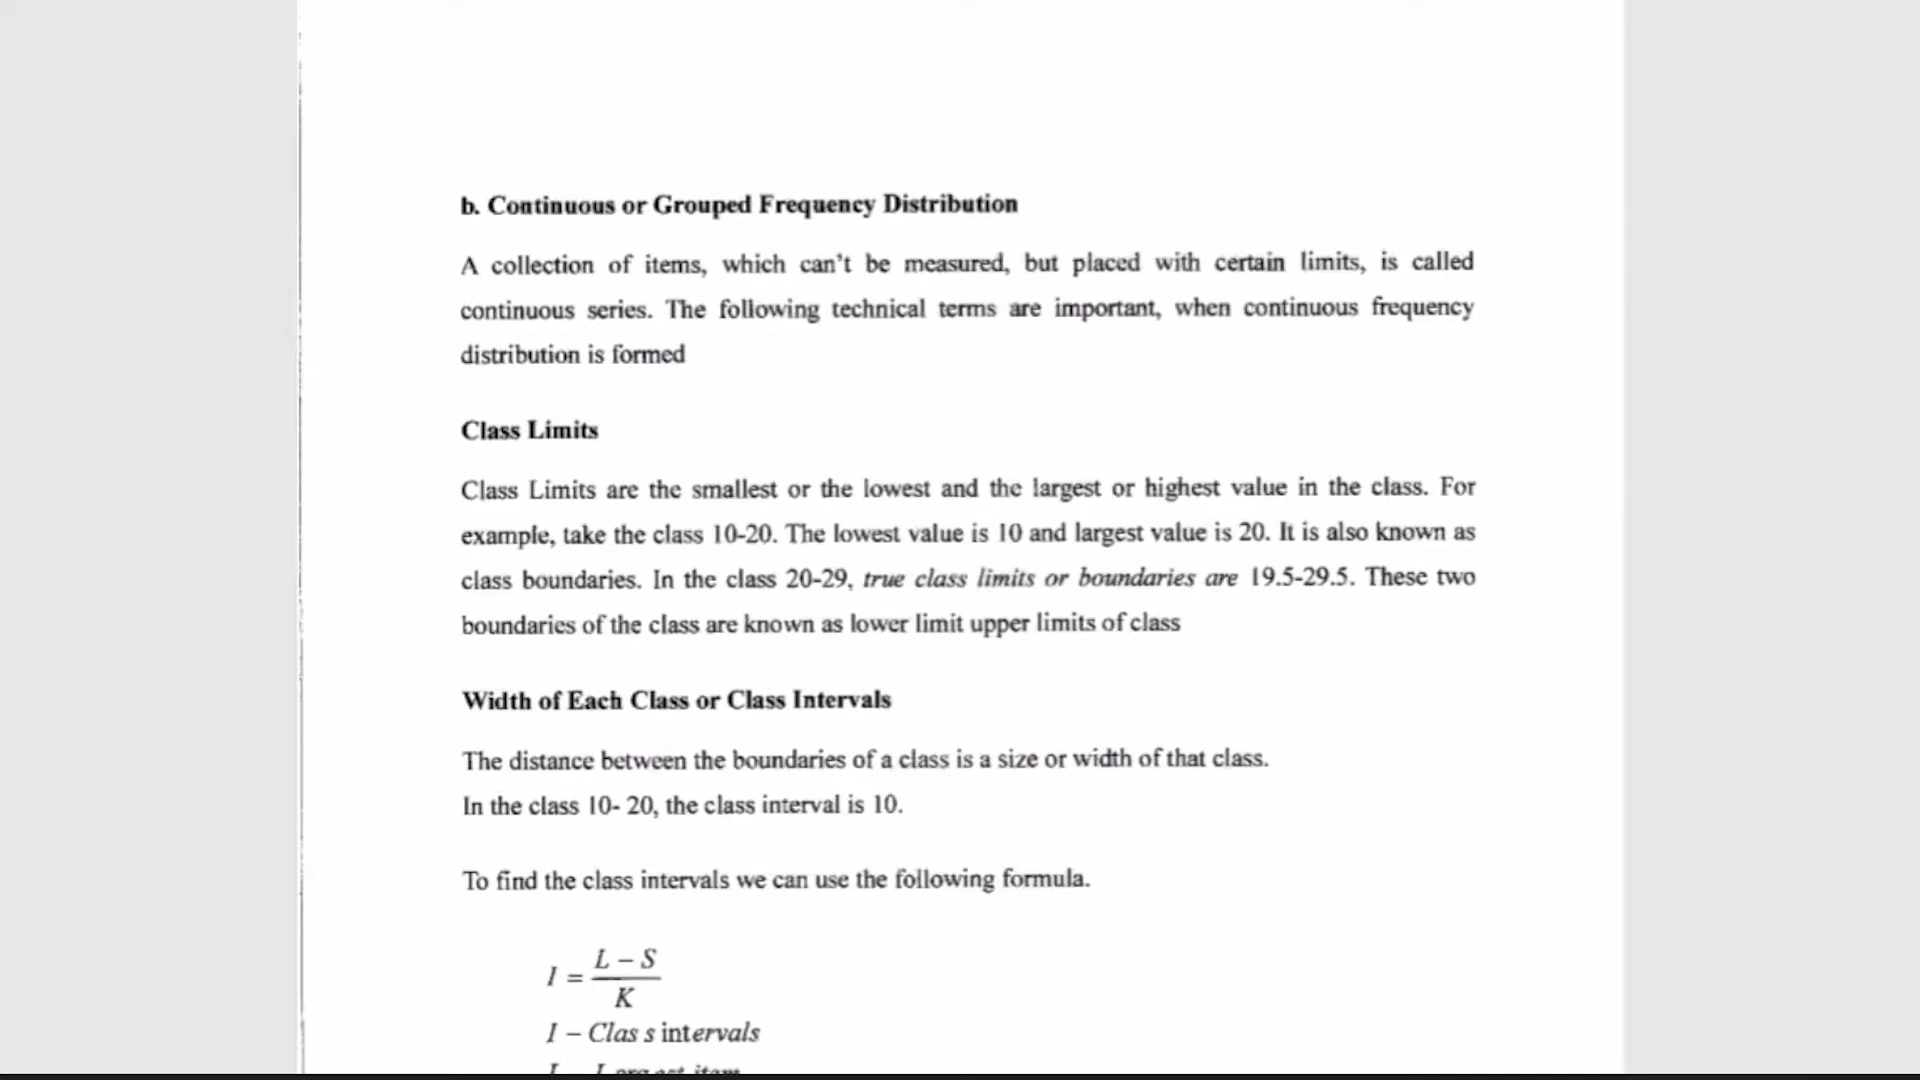 b. Continuous or Grouped Frequency Distribution
A collection of items, which can't be measured, but placed with certain limits, is called
continuous series. The following technical terms are important, when continuous frequency
distribution is formed
Class Limits
Class Limits are the smallest or the lowest and the largest or highest value in the class. For
example, take the class 10-20. The lowest value is 10 and largest value is 20. It is also known as
class boundaries. In the class 20-29, true class limits or boundaries are 19.5-29.5. These two
boundaries of the class are known as lower limit upper limits of class
Width of Each Class or Class Intervals
The distance between the boundaries of a class is a size or width of that class.
In the class 10- 20, the class interval is 10.
To find the class intervals we can use the following formula.
I = L – S
K
I – Clas s intervals
L – Largest item